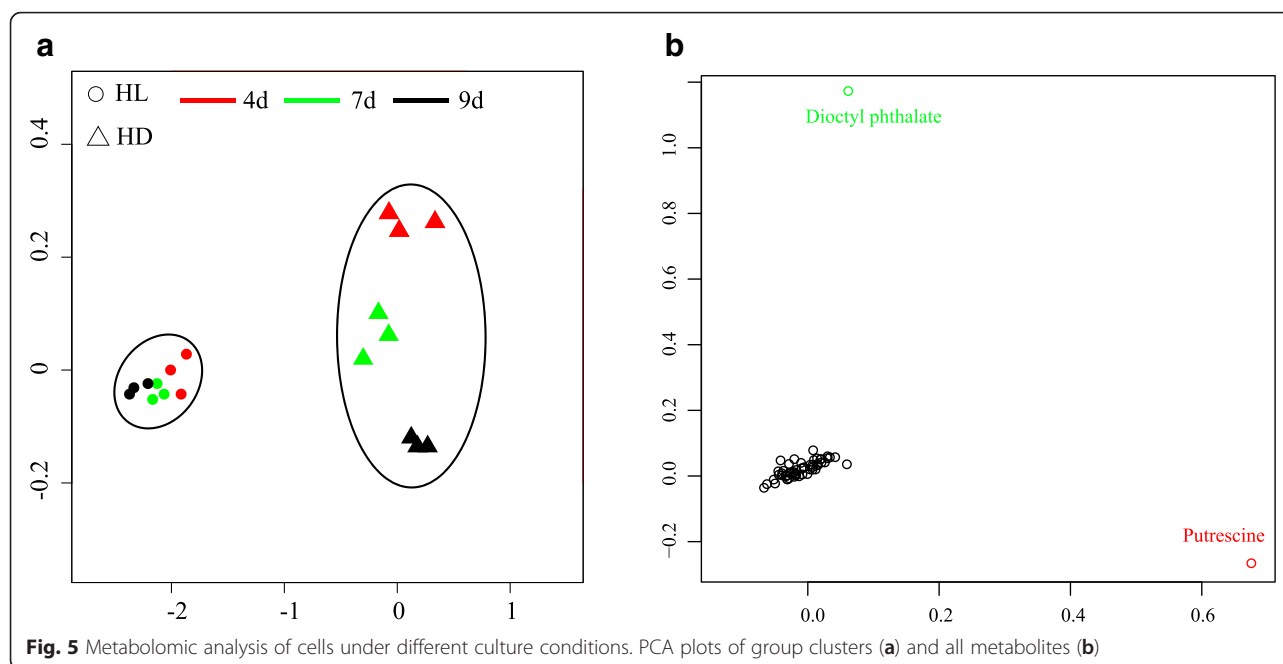 a
HL 4d 7d 9d
HD
0.4
0.2
0
-0.2
-2 -1 0 1
b
Dioctyl phthalate
1.0
0.8
0.6
0.4
0.2
0.0
−0.2
Putrescine
0.0 0.2 0.4 0.6
Fig. 5 Metabolomic analysis of cells under different culture conditions. PCA plots of group clusters (a) and all metabolites (b)